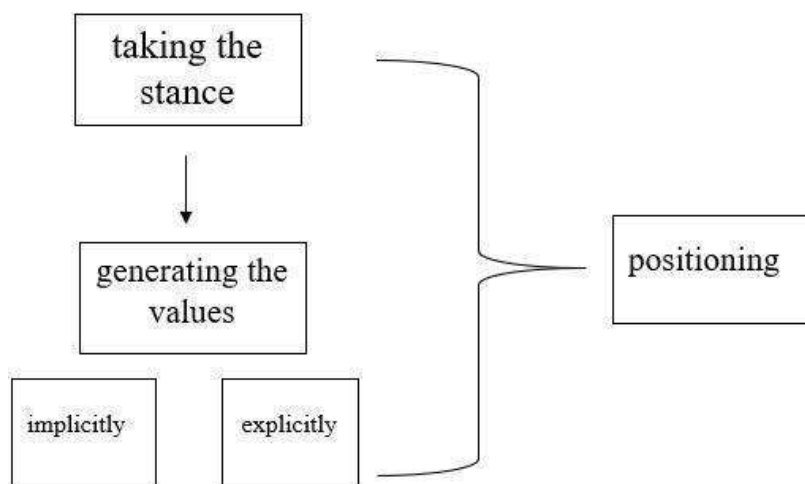 taking the
stance
generating the
values
positioning
implicitly
explicitly